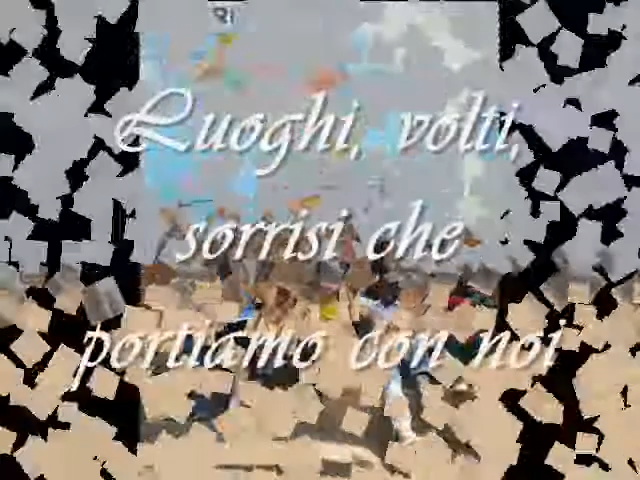 Luoghi, volti,
sorrisi che
portiamo con noi